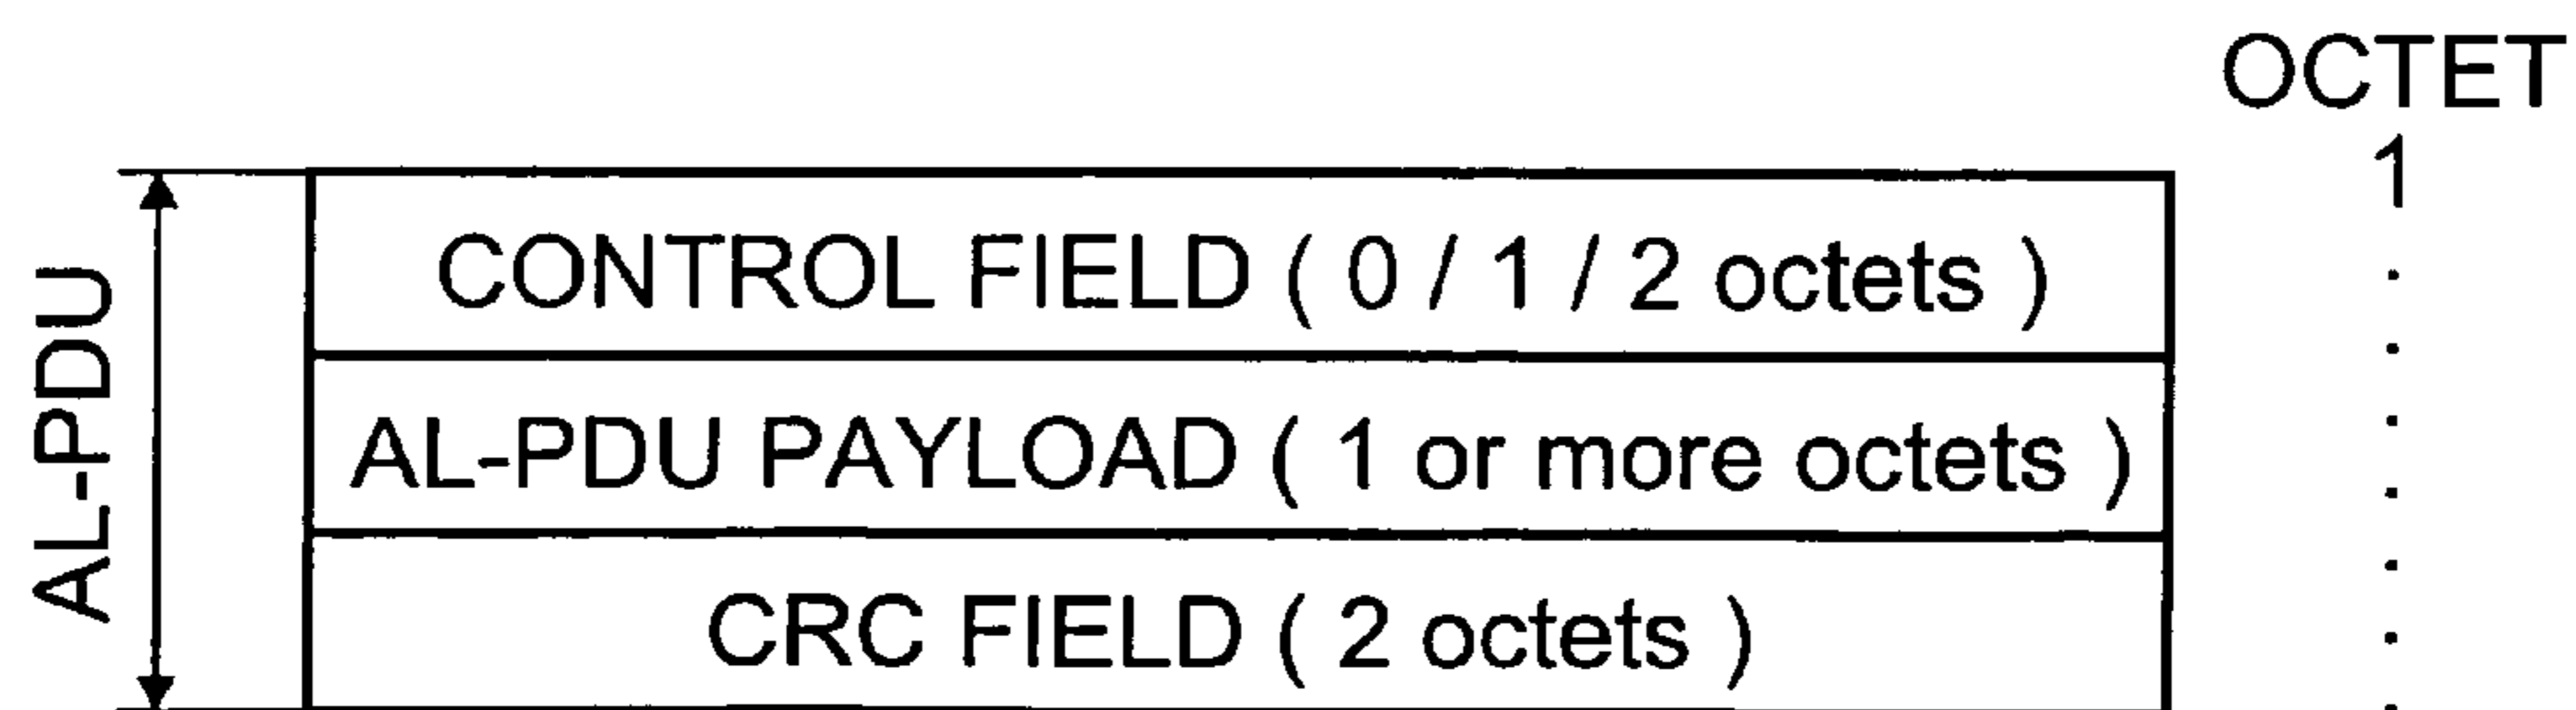 OCTET
1
CONTROL FIELD ( 0 / 1 / 2 octets )
AL-PDU PAYLOAD ( 1 or more octets )
CRC FIELD ( 2 octets )
AL-PDU